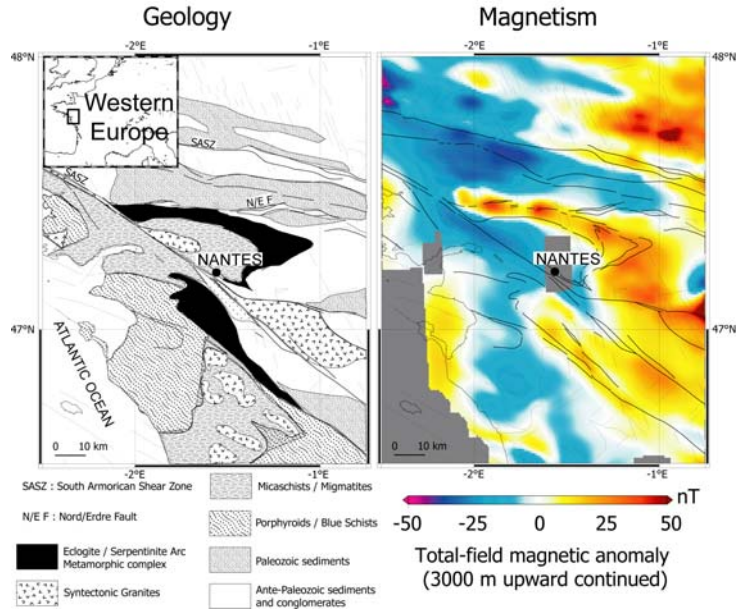 Geology
Magnetism
-2°E
-1°E
-2°E
-1°E
48°N
48°N
Western
Europe
SASZ
SASZ
N/E F
NANTES
NANTES
47°N
47°N
ATLANTIC OCEAN
0 10 km
0 10 km
-2°E
-1°E
-2°E
-1°E
SASZ : South Armorican Shear Zone
N/E F : Nord/Erdre Fault
Eclogite / Serpentinite Arc
Metamorphic complex
Syntectonic Granites
Micaschists / Migmatites
Porphyroids / Blue Schists
Paleozoic sediments
Ante-Paleozoic sediments
and conglomerates
nT
-50 -25 0 25 50
Total-field magnetic anomaly
(3000 m upward continued)